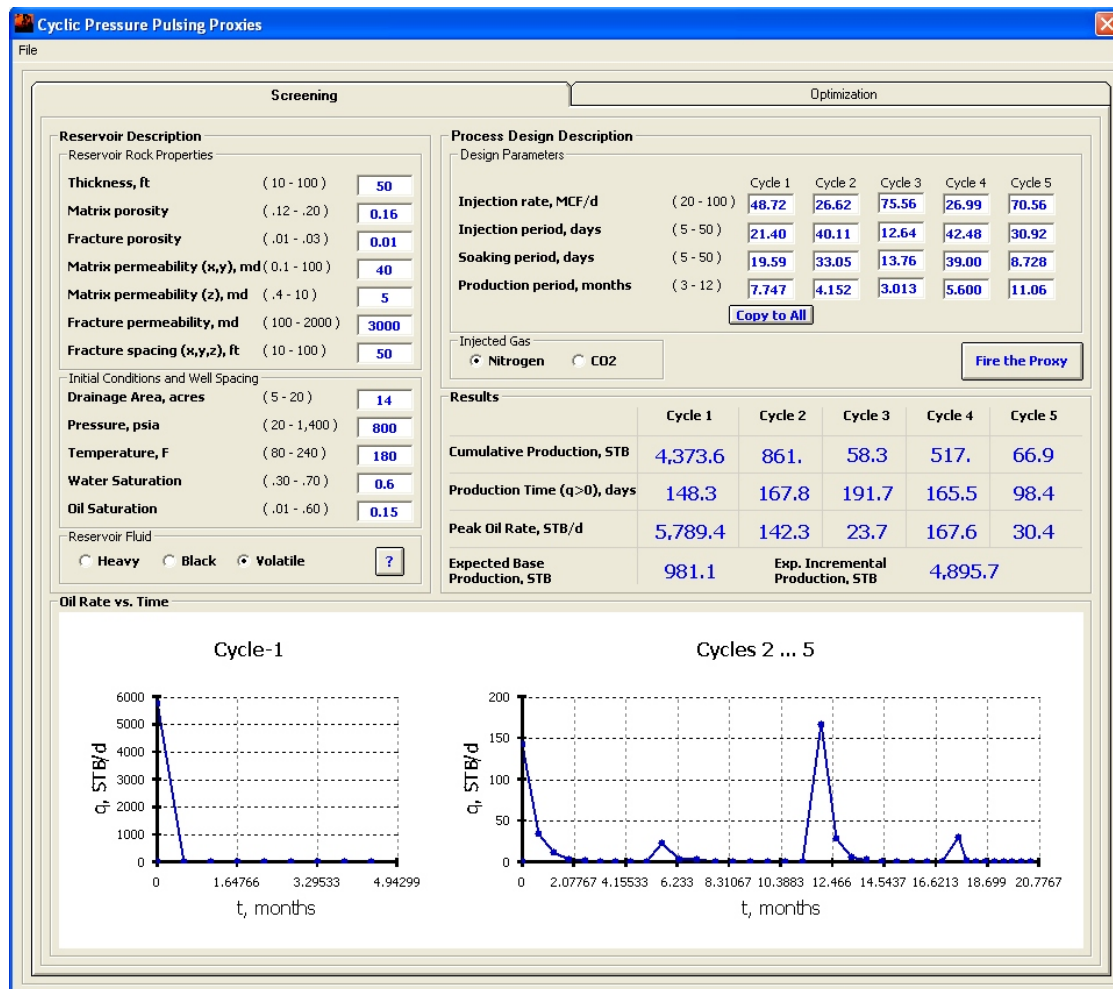 Cyclic Pressure Pulsing Proxies
File
Screening
Optimization
Reservoir Description
Reservoir Rock Properties
Thickness, ft ( 10 - 100 ) 50
Matrix porosity ( .12 - .20 ) 0.16
Fracture porosity ( .01 - .03 ) 0.01
Matrix permeability (x,y), md ( 0.1 - 100 ) 40
Matrix permeability (z), md ( .4 - 10 ) 5
Fracture permeability, md ( 100 - 2000 ) 3000
Fracture spacing (x,y,z), ft ( 10 - 100 ) 50
Initial Conditions and Well Spacing
Drainage Area, acres ( 5 - 20 ) 14
Pressure, psia ( 20 - 1,400 ) 800
Temperature, F ( 80 - 240 ) 180
Water Saturation ( .30 - .70 ) 0.6
Oil Saturation ( .01 - .60 ) 0.15
Reservoir Fluid
Heavy Black Volatile ?
Process Design Description
Design Parameters
Cycle 1 Cycle 2 Cycle 3 Cycle 4 Cycle 5
Injection rate, MCF/d ( 20 - 100 ) 48.72 26.62 75.56 26.99 70.56
Injection period, days ( 5 - 50 ) 21.40 40.11 12.64 42.48 30.92
Soaking period, days ( 5 - 50 ) 19.59 33.05 13.76 39.00 8.728
Production period, months ( 3 - 12 ) 7.747 4.152 3.013 5.600 11.06
Copy to All
Injected Gas
Nitrogen CO2
Fire the Proxy
Results
Cycle 1 Cycle 2 Cycle 3 Cycle 4 Cycle 5
Cumulative Production, STB 4,373.6 861. 58.3 517. 66.9
Production Time (q>0), days 148.3 167.8 191.7 165.5 98.4
Peak Oil Rate, STB/d 5,789.4 142.3 23.7 167.6 30.4
Expected Base
Production, STB
981.1
Exp. Incremental
Production, STB
4,895.7
Oil Rate vs. Time
Cycle-1
q, STB/d
6000
5000
4000
3000
2000
1000
0
0 1.64766 3.29533 4.94299
t, months
Cycles 2 ... 5
q, STB/d
200
150
100
50
0
0 2.07767 4.15533 6.233 8.31067 10.3883 12.466 14.5437 16.6213 18.699 20.7767
t, months